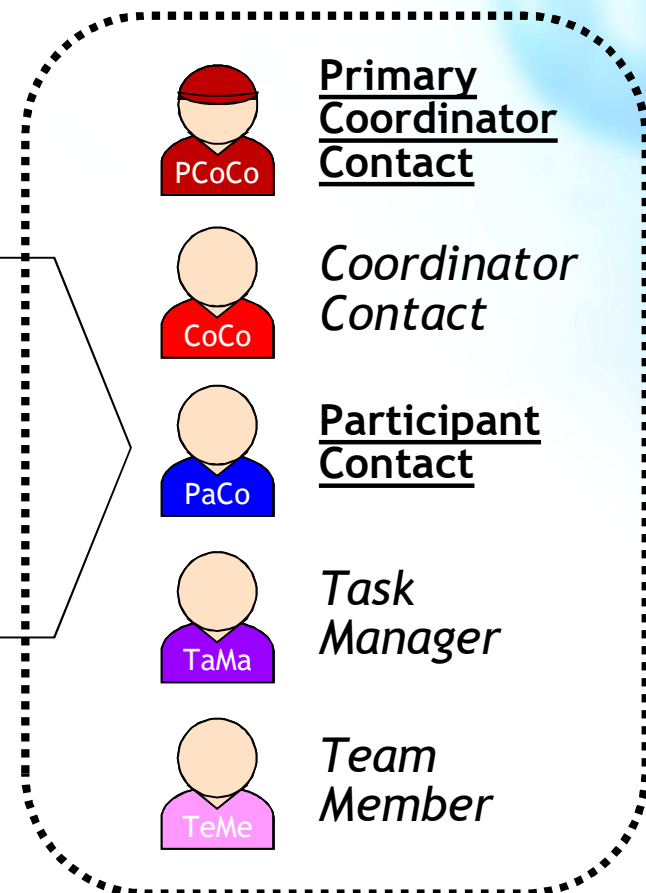 Primary
Coordinator
Contact
PCoCo
Coordinator
Contact
CoCo
Participant
Contact
PaCo
Task
Manager
TaMa
Team
Member
TeMe